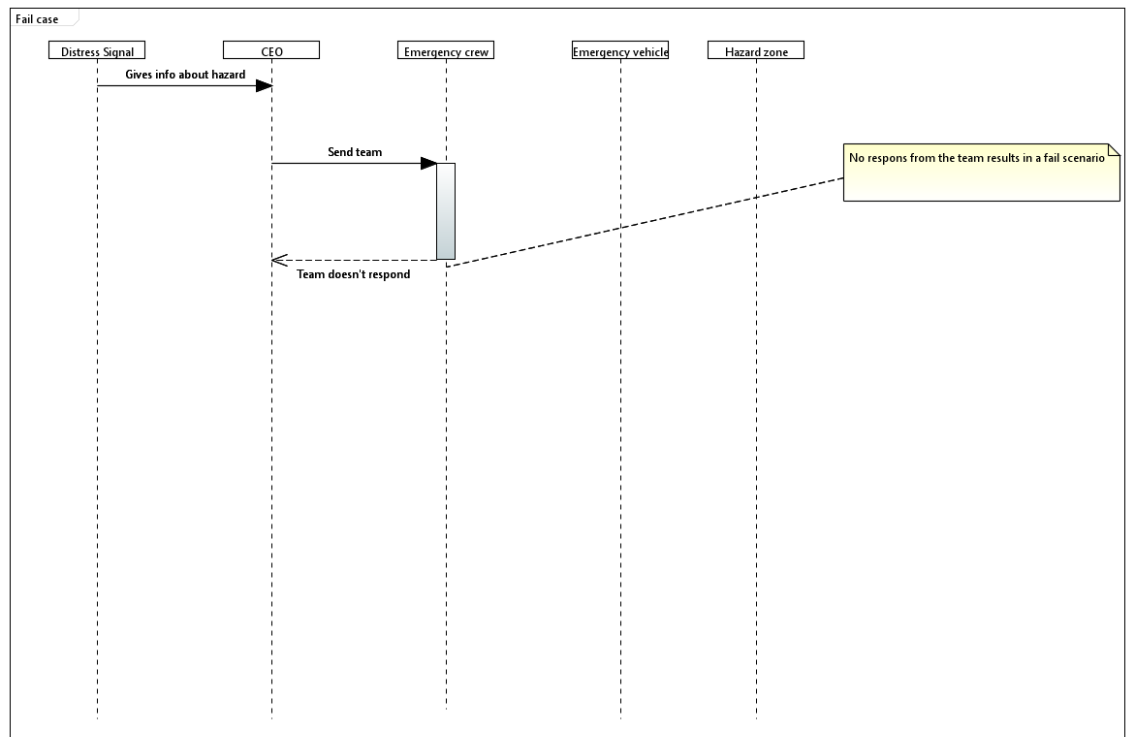 Fail case
Distress Signal
CEO
Emergency crew
Emergency vehicle
Hazard zone
Gives info about hazard
Send team
No respons from the team results in a fail scenario
Team doesn't respond